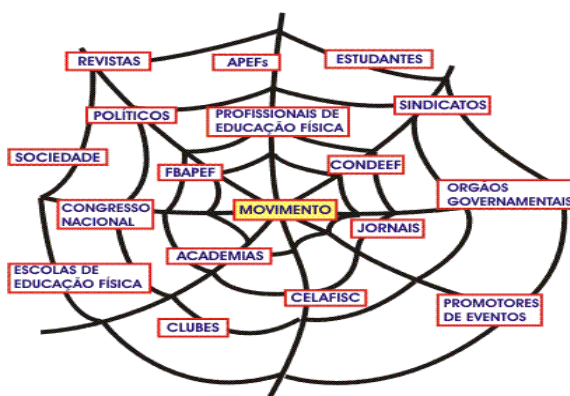 REVISTAS
APEFs
ESTUDANTES
POLÍTICOS
PROFISSIONAIS DE
EDUCAÇÃO FÍSICA
SINDICATOS
SOCIEDADE
FBAPEF
CONDEEF
CONGRESSO
NACIONAL
MOVIMENTO
ORGÃOS
GOVERNAMENTAIS
JORNAIS
ACADEMIAS
ESCOLAS DE
EDUCAÇÃO FÍSICA
CELAFISC
PROMOTORES
DE EVENTOS
CLUBES